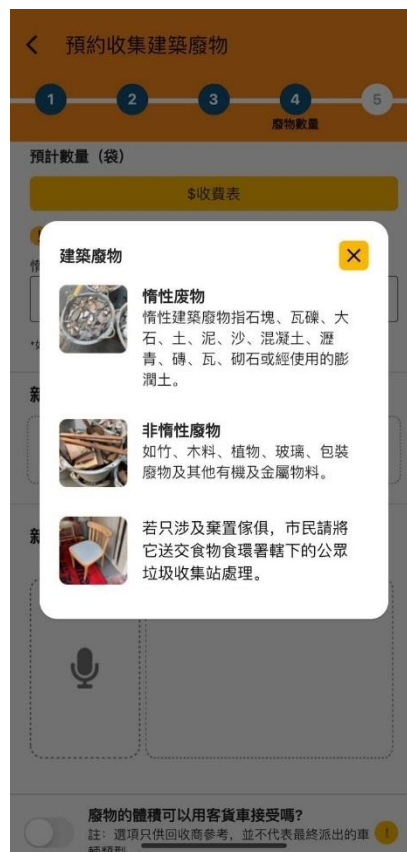 預約收集建築廢物
1 2 3 4 5
廢物數量
預計數量（袋）
$收費表
建築廢物
惰性废物
惰性建築廢物指石塊、瓦礫、大
石、土、泥、沙、混凝土、瀝
青、磚、瓦、砌石或經使用的膨
潤土。
非惰性廢物
如竹、木料、植物、玻璃、包裝
廢物及其他有機及金屬物料。
若只涉及棄置傢俱，市民請將
它送交食物食環署轄下的公眾
垃圾收集站處理。
廢物的體積可以用客貨車接受嗎?
註：選項只供回收商參考，並不代表最終派出的車